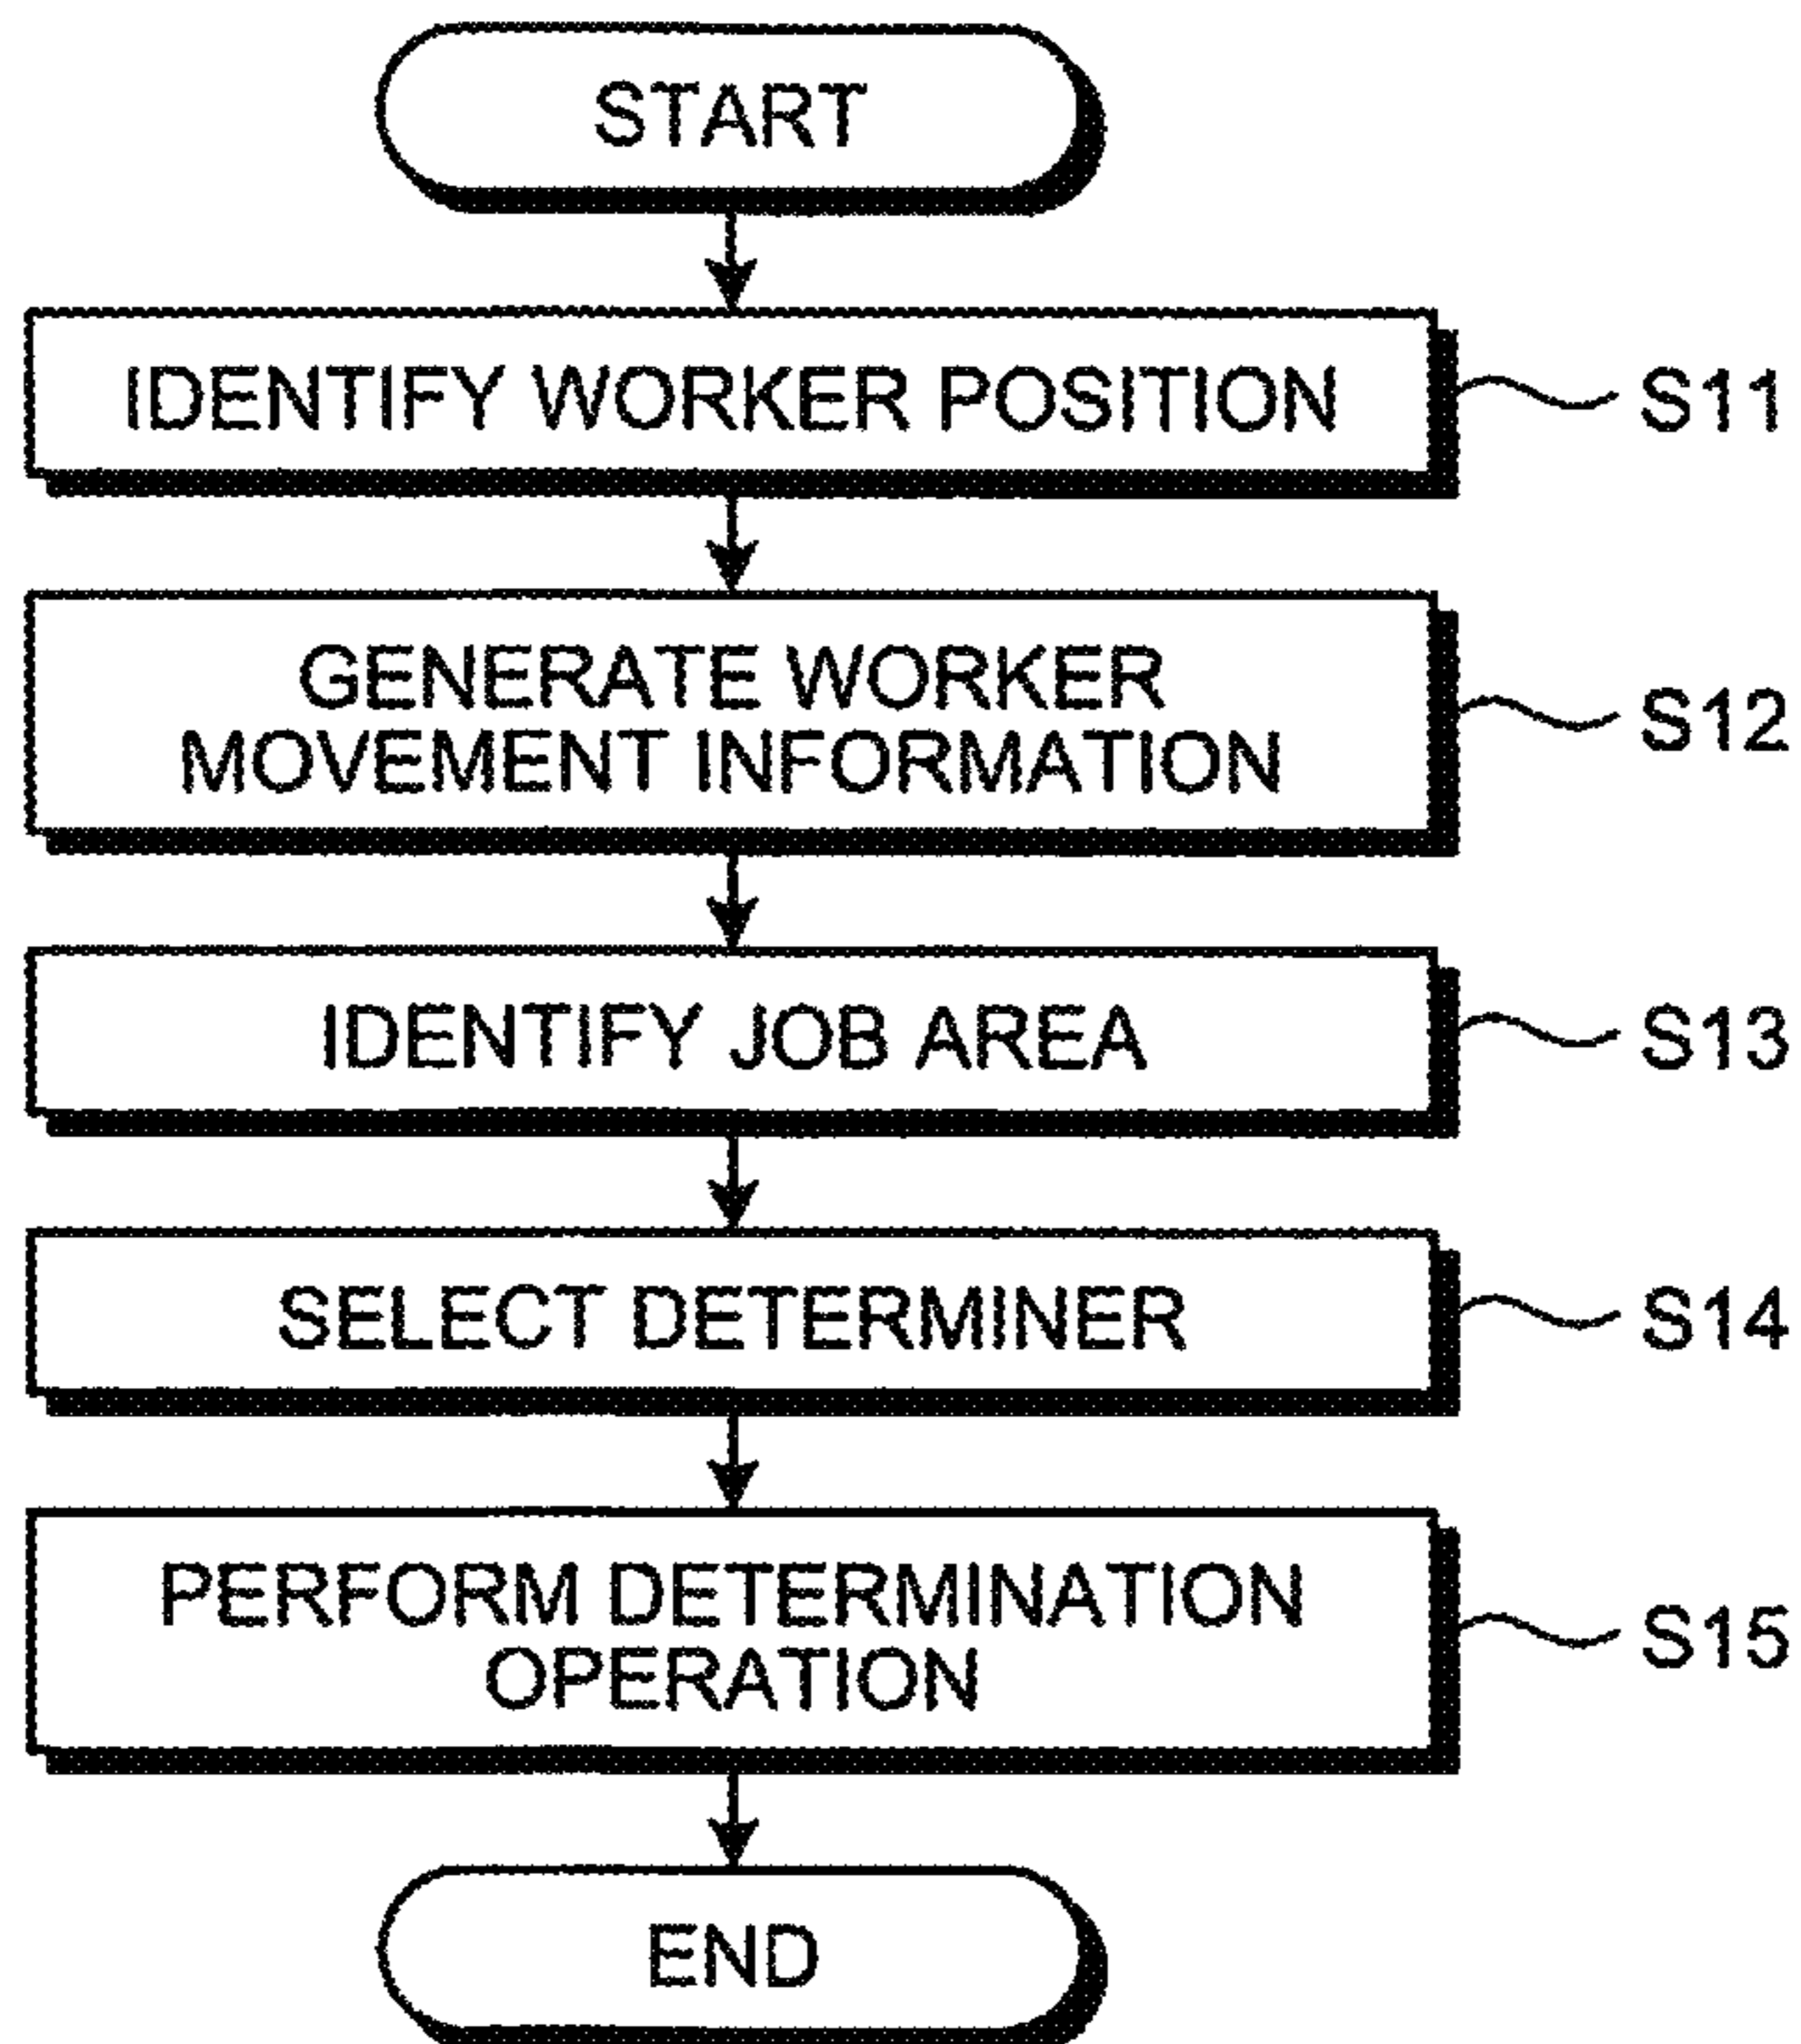 START
IDENTIFY WORKER POSITION
S11
GENERATE WORKER
MOVEMENT INFORMATION
S12
IDENTIFY JOB AREA
S13
SELECT DETERMINER
S14
PERFORM DETERMINATION
OPERATION
S15
END